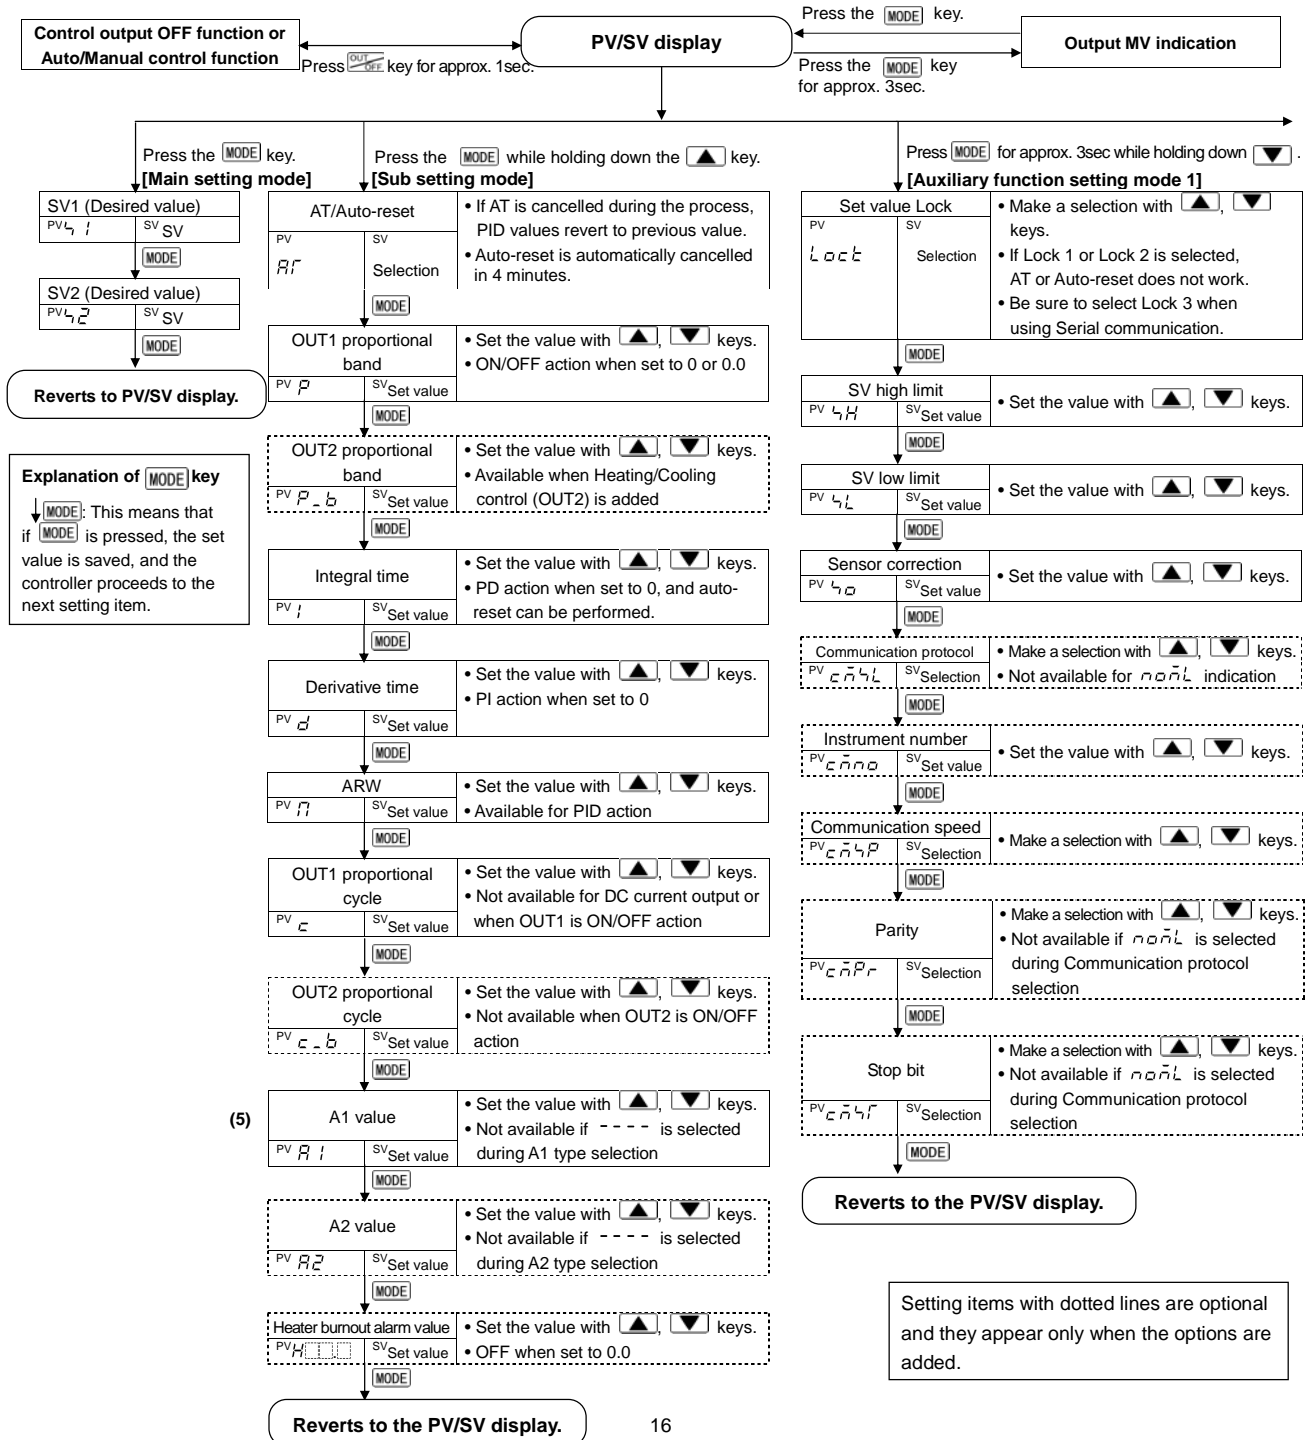 Control output OFF function or
Auto/Manual control function
Press OUT/OFF key for approx. 1sec.
PV/SV display
Press the MODE key.
Press the MODE key
for approx. 3sec.
Output MV indication
Press the MODE key.
[Main setting mode]
SV1 (Desired value)
PV SV SV
MODE
SV2 (Desired value)
PV SV SV
MODE
Reverts to PV/SV display.
Explanation of MODE key
MODE: This means that
if MODE is pressed, the set
value is saved, and the
controller proceeds to the
next setting item.
Press the MODE while holding down the ▲ key.
[Sub setting mode]
AT/Auto-reset
PV SV
AT Selection
• If AT is cancelled during the process,
PID values revert to previous value.
• Auto-reset is automatically cancelled
in 4 minutes.
MODE
OUT1 proportional
band
PV P SV Set value
• Set the value with ▲, ▼ keys.
• ON/OFF action when set to 0 or 0.0
MODE
OUT2 proportional
band
PV P_b SV Set value
• Set the value with ▲, ▼ keys.
• Available when Heating/Cooling
control (OUT2) is added
MODE
Integral time
PV I SV Set value
• Set the value with ▲, ▼ keys.
• PD action when set to 0, and auto-
reset can be performed.
MODE
Derivative time
PV d SV Set value
• Set the value with ▲, ▼ keys.
• PI action when set to 0
MODE
ARW
PV SV Set value
• Set the value with ▲, ▼ keys.
• Available for PID action
MODE
OUT1 proportional
cycle
PV c SV Set value
• Set the value with ▲, ▼ keys.
• Not available for DC current output or
when OUT1 is ON/OFF action
MODE
OUT2 proportional
cycle
PV c_b SV Set value
• Set the value with ▲, ▼ keys.
• Not available when OUT2 is ON/OFF
action
MODE
(5)
A1 value
PV A1 SV Set value
• Set the value with ▲, ▼ keys.
• Not available if - - - - is selected
during A1 type selection
MODE
A2 value
PV A2 SV Set value
• Set the value with ▲, ▼ keys.
• Not available if - - - - is selected
during A2 type selection
MODE
Heater burnout alarm value
PV H . SV Set value
• Set the value with ▲, ▼ keys.
• OFF when set to 0.0
MODE
Reverts to the PV/SV display.
Press MODE for approx. 3sec while holding down ▼ .
[Auxiliary function setting mode 1]
Set value Lock
PV SV
Lock Selection
• Make a selection with ▲, ▼
keys.
• If Lock 1 or Lock 2 is selected,
AT or Auto-reset does not work.
• Be sure to select Lock 3 when
using Serial communication.
MODE
SV high limit
PV SV Set value
• Set the value with ▲, ▼ keys.
MODE
SV low limit
PV SV Set value
• Set the value with ▲, ▼ keys.
MODE
Sensor correction
PV SV Set value
• Set the value with ▲, ▼ keys.
MODE
Communication protocol
PV SV Selection
• Make a selection with ▲, ▼ keys.
• Not available for indication
MODE
Instrument number
PV SV Set value
• Set the value with ▲, ▼ keys.
MODE
Communication speed
PV SV Selection
• Make a selection with ▲, ▼ keys.
MODE
Parity
PV SV Selection
• Make a selection with ▲, ▼ keys.
• Not available if is selected
during Communication protocol
selection
MODE
Stop bit
PV SV Selection
• Make a selection with ▲, ▼ keys.
• Not available if is selected
during Communication protocol
selection
MODE
Reverts to the PV/SV display.
Setting items with dotted lines are optional
and they appear only when the options are
added.
16